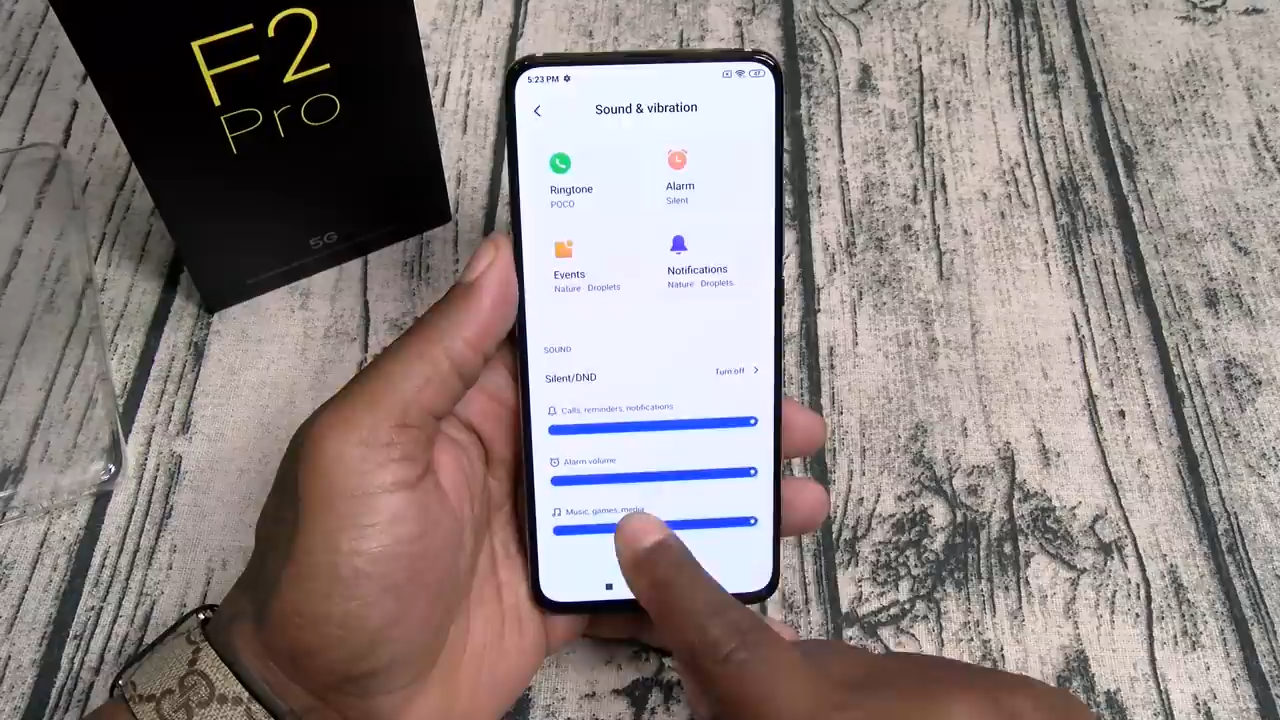 F2
Pro
5G
5:23 PM
47
Sound & vibration
Ringtone
POCO
Alarm
Silent
Events
Nature Droplets
Notifications
Nature Droplets
SOUND
Silent/DND
Turn off
Calls, reminders, notifications
Alarm volume
Music, games, media